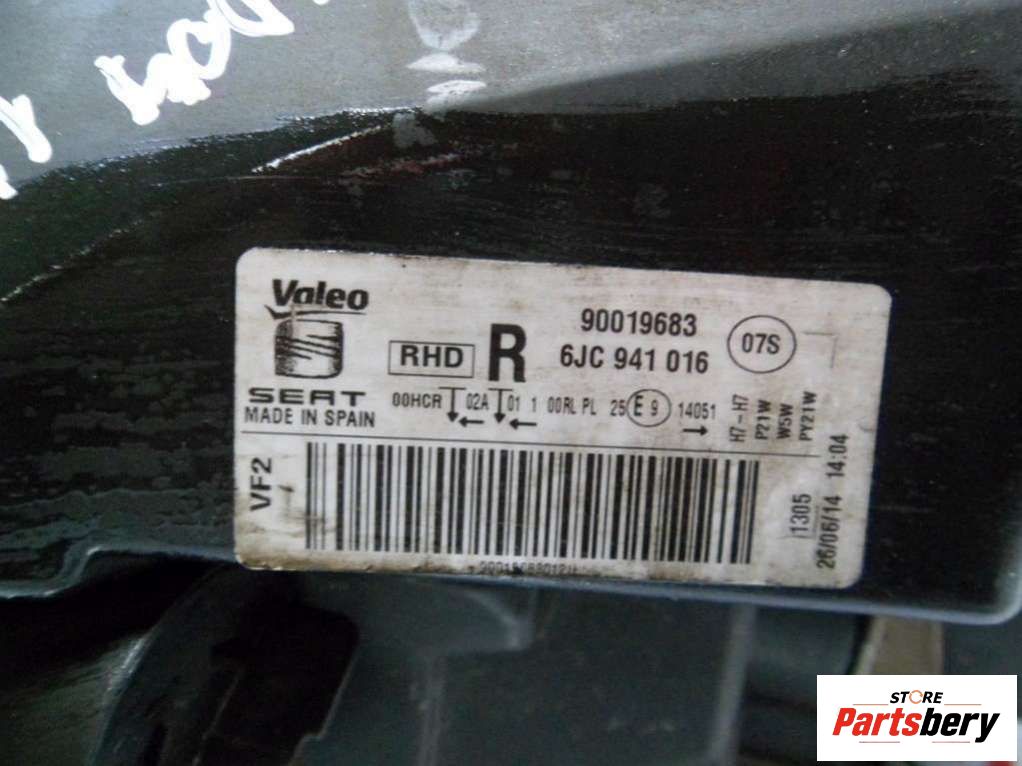 Valeo
SEAT
MADE IN SPAIN
RHD R
90019683
6JC 941 016
07S
00HCR 02A 01 1 00RL PL 25 E 9 14051
H7-H7
P21W
W5W
PY21W
VF2
1305
26/06/14 14:04
STORE
Partsbery